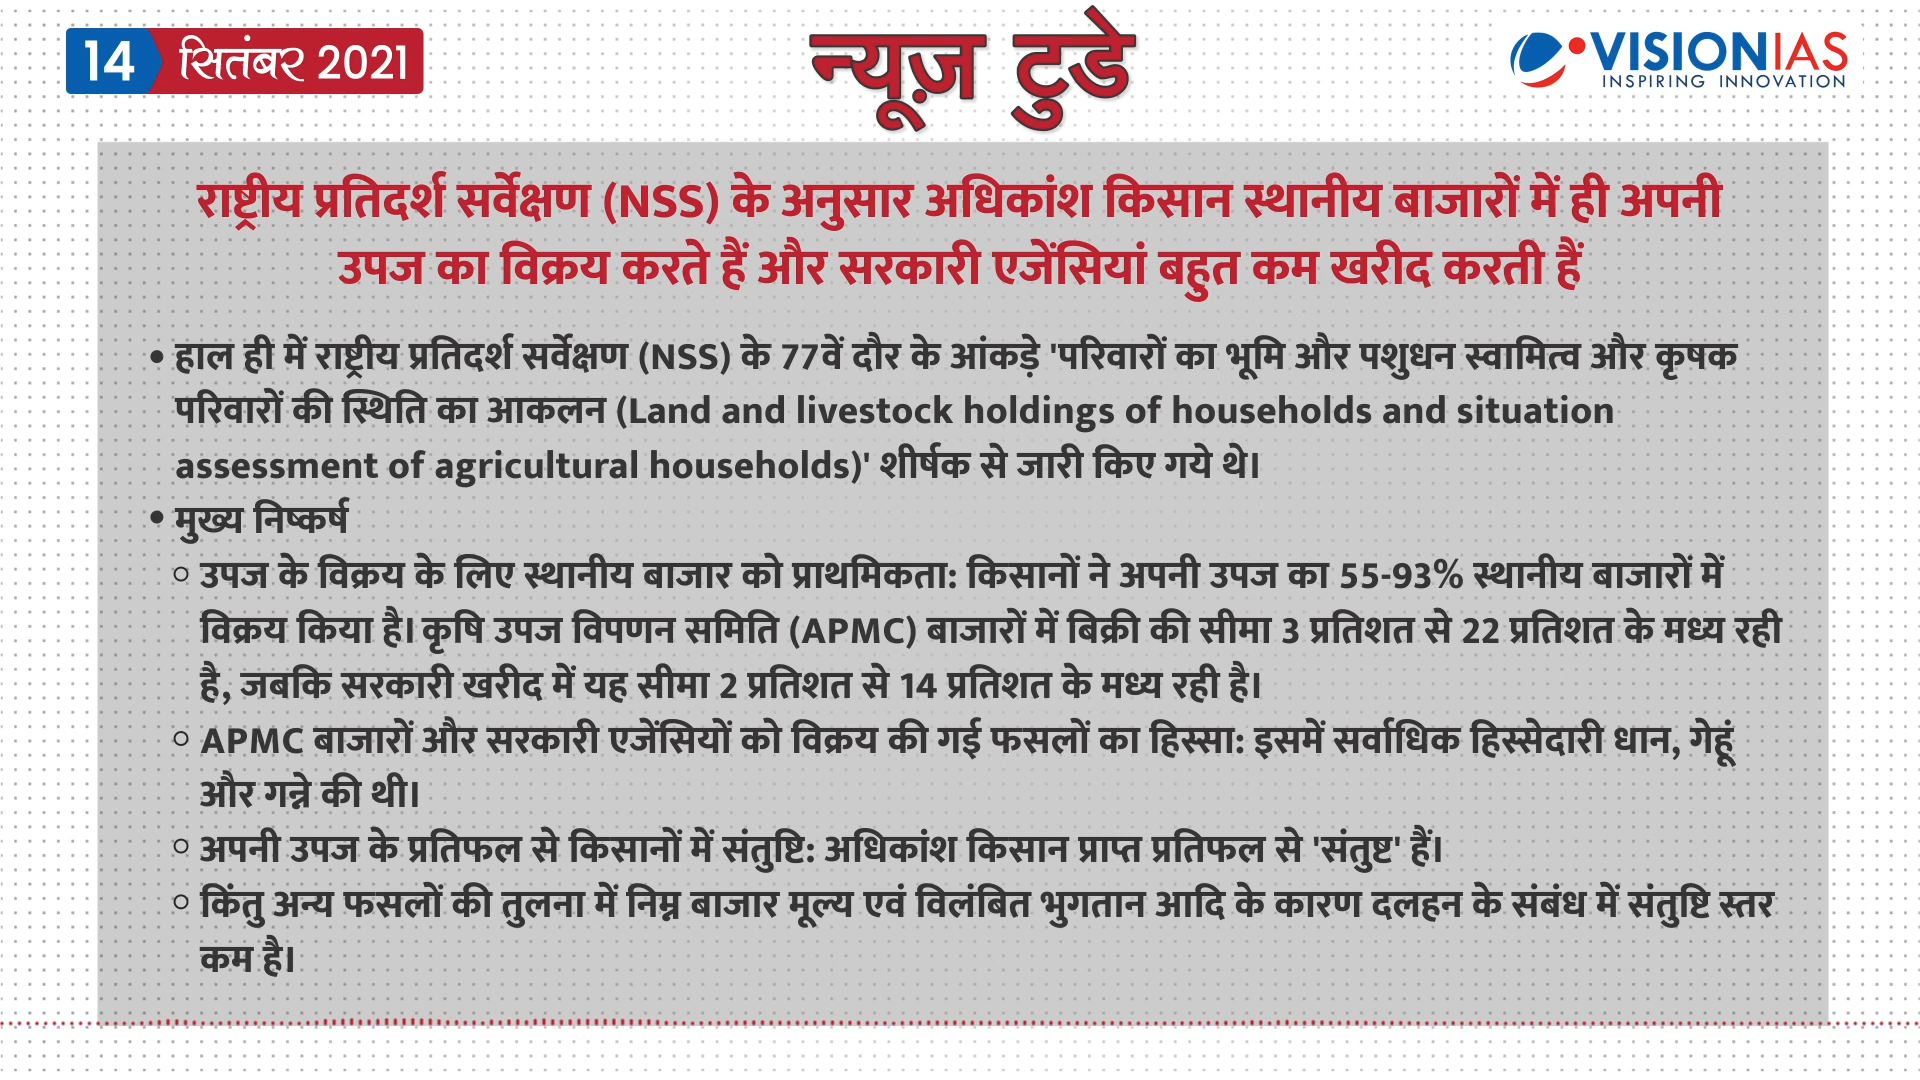 14 सितंबर 2021
न्यूज़ टुडे
VISIONIAS
INSPIRING INNOVATION
राष्ट्रीय प्रतिदर्श सर्वेक्षण (NSS) के अनुसार अधिकांश किसान स्थानीय बाजारों में ही अपनी
उपज का विक्रय करते हैं और सरकारी एजेंसियां बहुत कम खरीद करती हैं
• हाल ही में राष्ट्रीय प्रतिदर्श सर्वेक्षण (NSS) के 77वें दौर के आंकड़े 'परिवारों का भूमि और पशुधन स्वामित्व और कृषक
परिवारों की स्थिति का आकलन (Land and livestock holdings of households and situation
assessment of agricultural households)' शीर्षक से जारी किए गये थे।
• मुख्य निष्कर्ष
○ उपज के विक्रय के लिए स्थानीय बाजार को प्राथमिकता: किसानों ने अपनी उपज का 55-93% स्थानीय बाजारों में
विक्रय किया है। कृषि उपज विपणन समिति (APMC) बाजारों में बिक्री की सीमा 3 प्रतिशत से 22 प्रतिशत के मध्य रही
है, जबकि सरकारी खरीद में यह सीमा 2 प्रतिशत से 14 प्रतिशत के मध्य रही है।
○ APMC बाजारों और सरकारी एजेंसियों को विक्रय की गई फसलों का हिस्सा: इसमें सर्वाधिक हिस्सेदारी धान, गेहूं
और गन्ने की थी।
○ अपनी उपज के प्रतिफल से किसानों में संतुष्टि: अधिकांश किसान प्राप्त प्रतिफल से 'संतुष्ट' हैं।
○ किंतु अन्य फसलों की तुलना में निम्न बाजार मूल्य एवं विलंबित भुगतान आदि के कारण दलहन के संबंध में संतुष्टि स्तर
कम है।